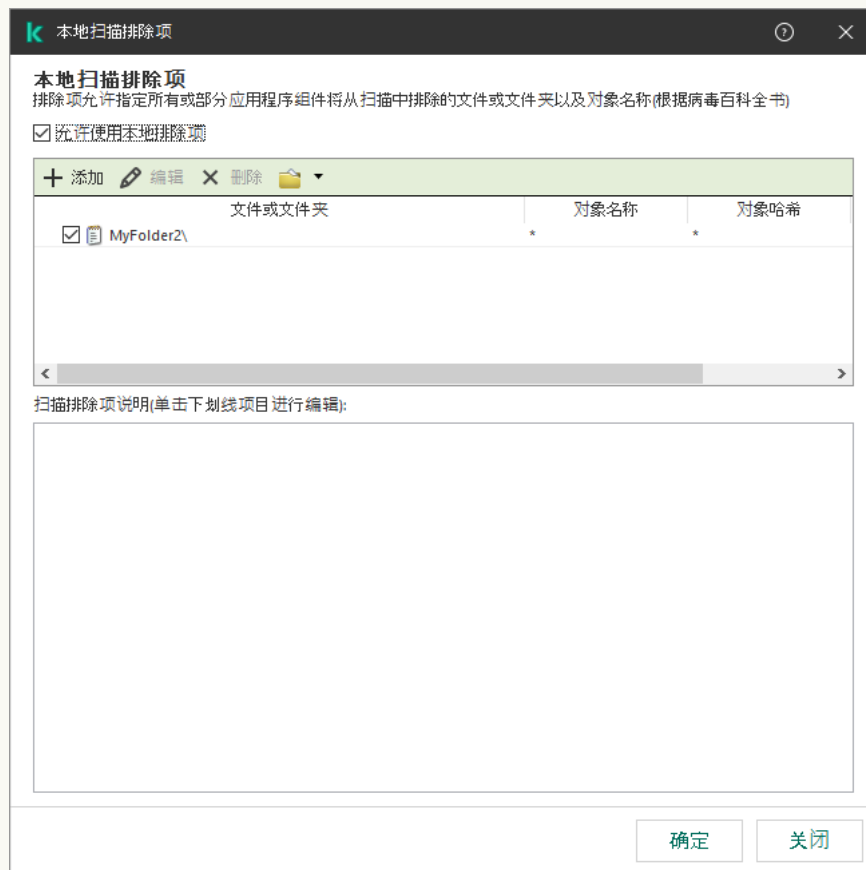 本地扫描排除项
本地扫描排除项
排除项允许指定所有或部分应用程序组件将从扫描中排除的文件或文件夹以及对象名称(根据病毒百科全书)
允许使用本地排除项
添加 编辑 删除
文件或文件夹 对象名称 对象哈希
MyFolder2\ * *
扫描排除项说明(单击下划线项目进行编辑):
确定 关闭